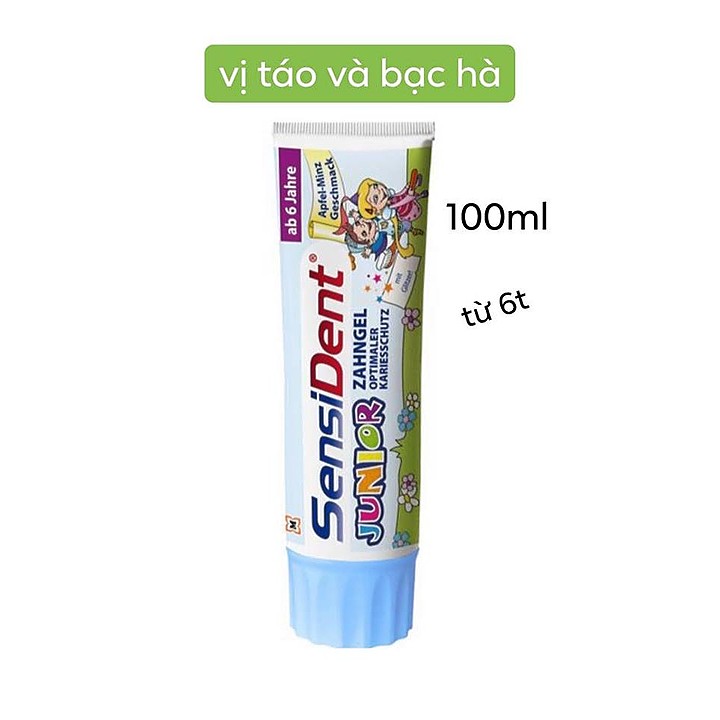 vị táo và bạc hà
ab 6 Jahre
Apfel-Minz
Geschmack
mit Glitzer!
SensiDent®
ZAHNGEL
OPTIMALER
KARIESSCHUTZ
JUNIOR
M
100ml
từ 6t